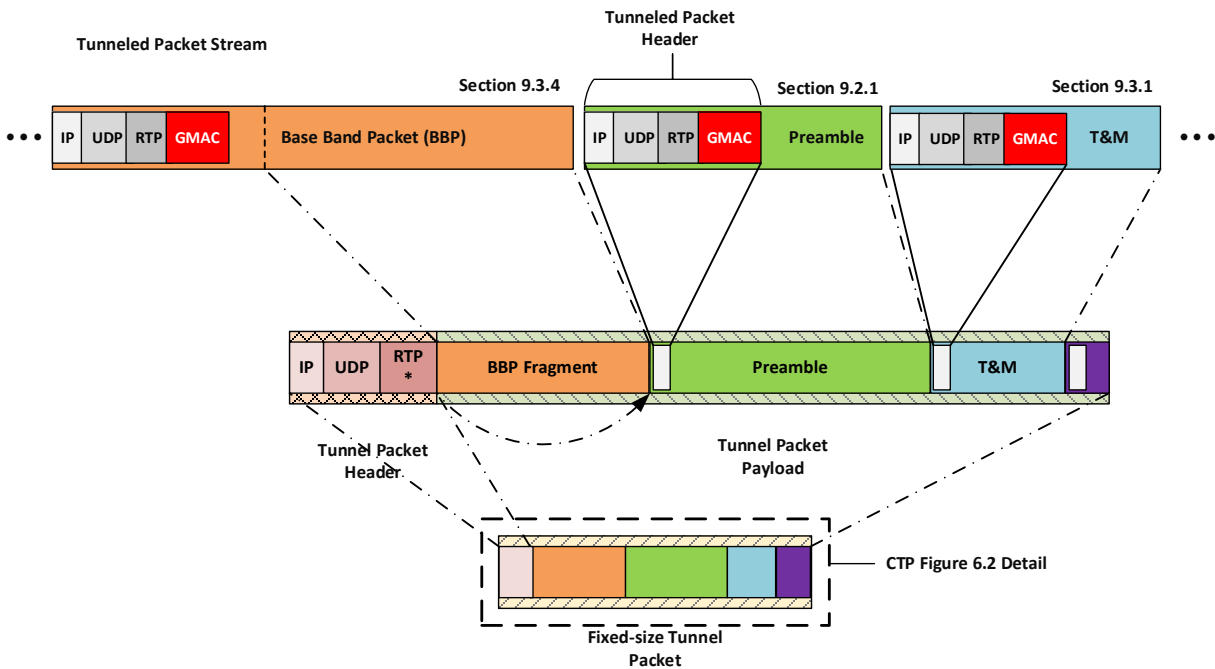 Tunneled Packet
Header
Tunneled Packet Stream
Section 9.3.4
Section 9.2.1
Section 9.3.1
••• IP UDP RTP GMAC Base Band Packet (BBP) IP UDP RTP GMAC Preamble IP UDP RTP GMAC T&M •••
IP UDP RTP * BBP Fragment Preamble T&M
Tunnel Packet
Header
Tunnel Packet
Payload
CTP Figure 6.2 Detail
Fixed-size Tunnel
Packet